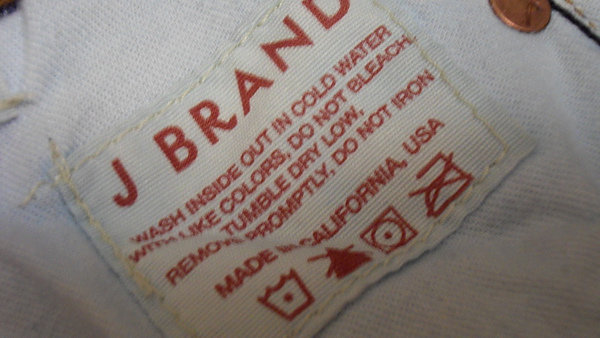 J BRAND
WASH INSIDE OUT IN COLD WATER
WITH LIKE COLORS, DO NOT BLEACH,
TUMBLE DRY LOW,
REMOVE PROMPTLY, DO NOT IRON
MADE IN CALIFORNIA, USA